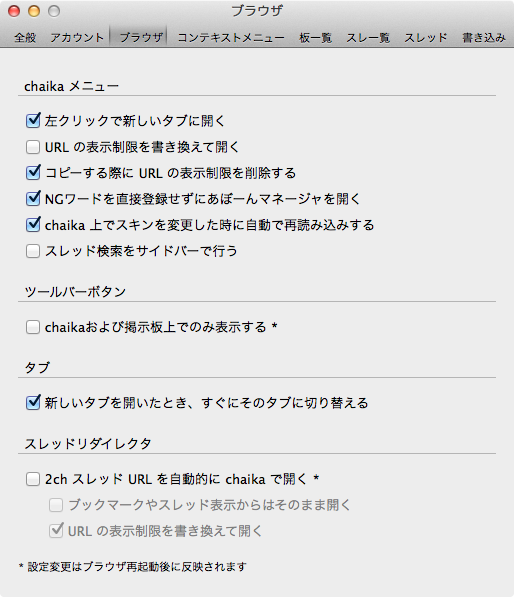 ブラウザ
全般 アカウント ブラウザ コンテキストメニュー 板一覧 スレ一覧 スレッド 書き込み
chaika メニュー
左クリックで新しいタブに開く
URL の表示制限を書き換えて開く
コピーする際に URL の表示制限を削除する
NGワードを直接登録せずにあぼーんマネージャを開く
chaika 上でスキンを変更した時に自動で再読み込みする
スレッド検索をサイドバーで行う
ツールバーボタン
chaikaおよび掲示板上でのみ表示する *
タブ
新しいタブを開いたとき、すぐにそのタブに切り替える
スレッドリダイレクタ
2ch スレッド URL を自動的に chaika で開く *
ブックマークやスレッド表示からはそのまま開く
URL の表示制限を書き換えて開く
* 設定変更はブラウザ再起動後に反映されます